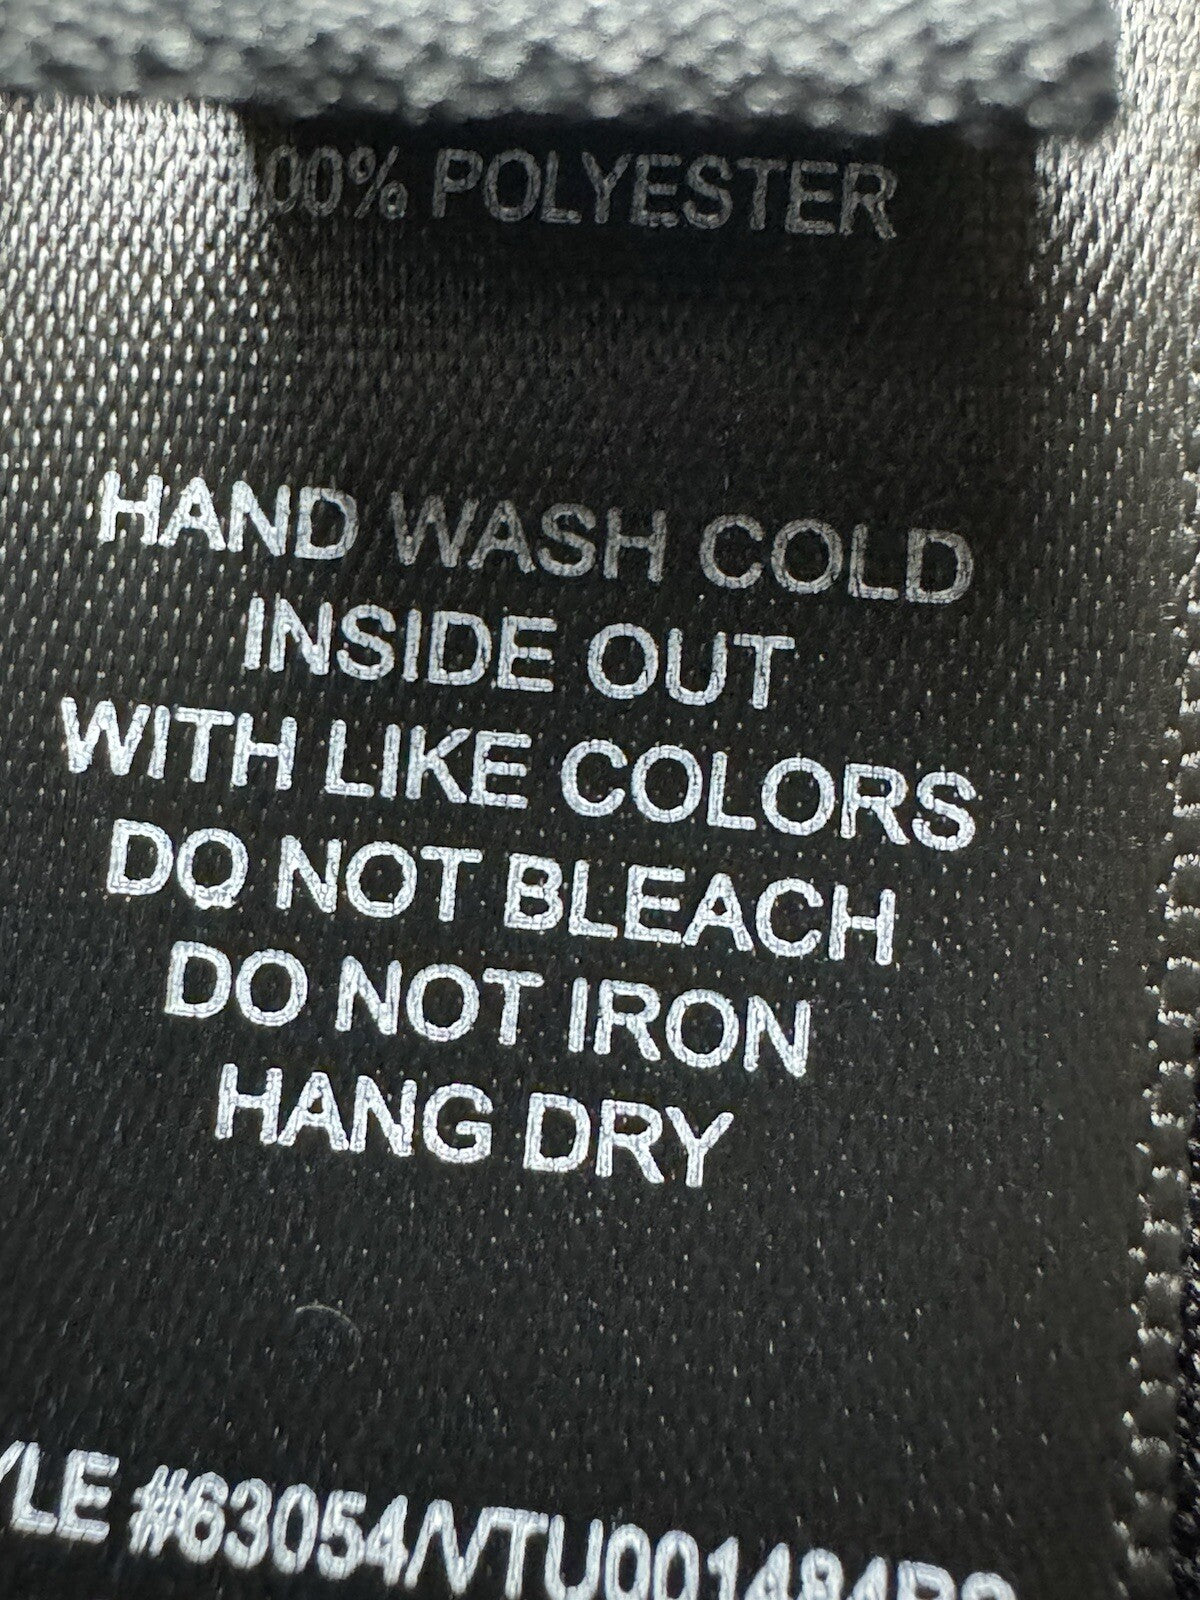 100% POLYESTER
HAND WASH COLD
INSIDE OUT
WITH LIKE COLORS
DO NOT BLEACH
DO NOT IRON
HANG DRY